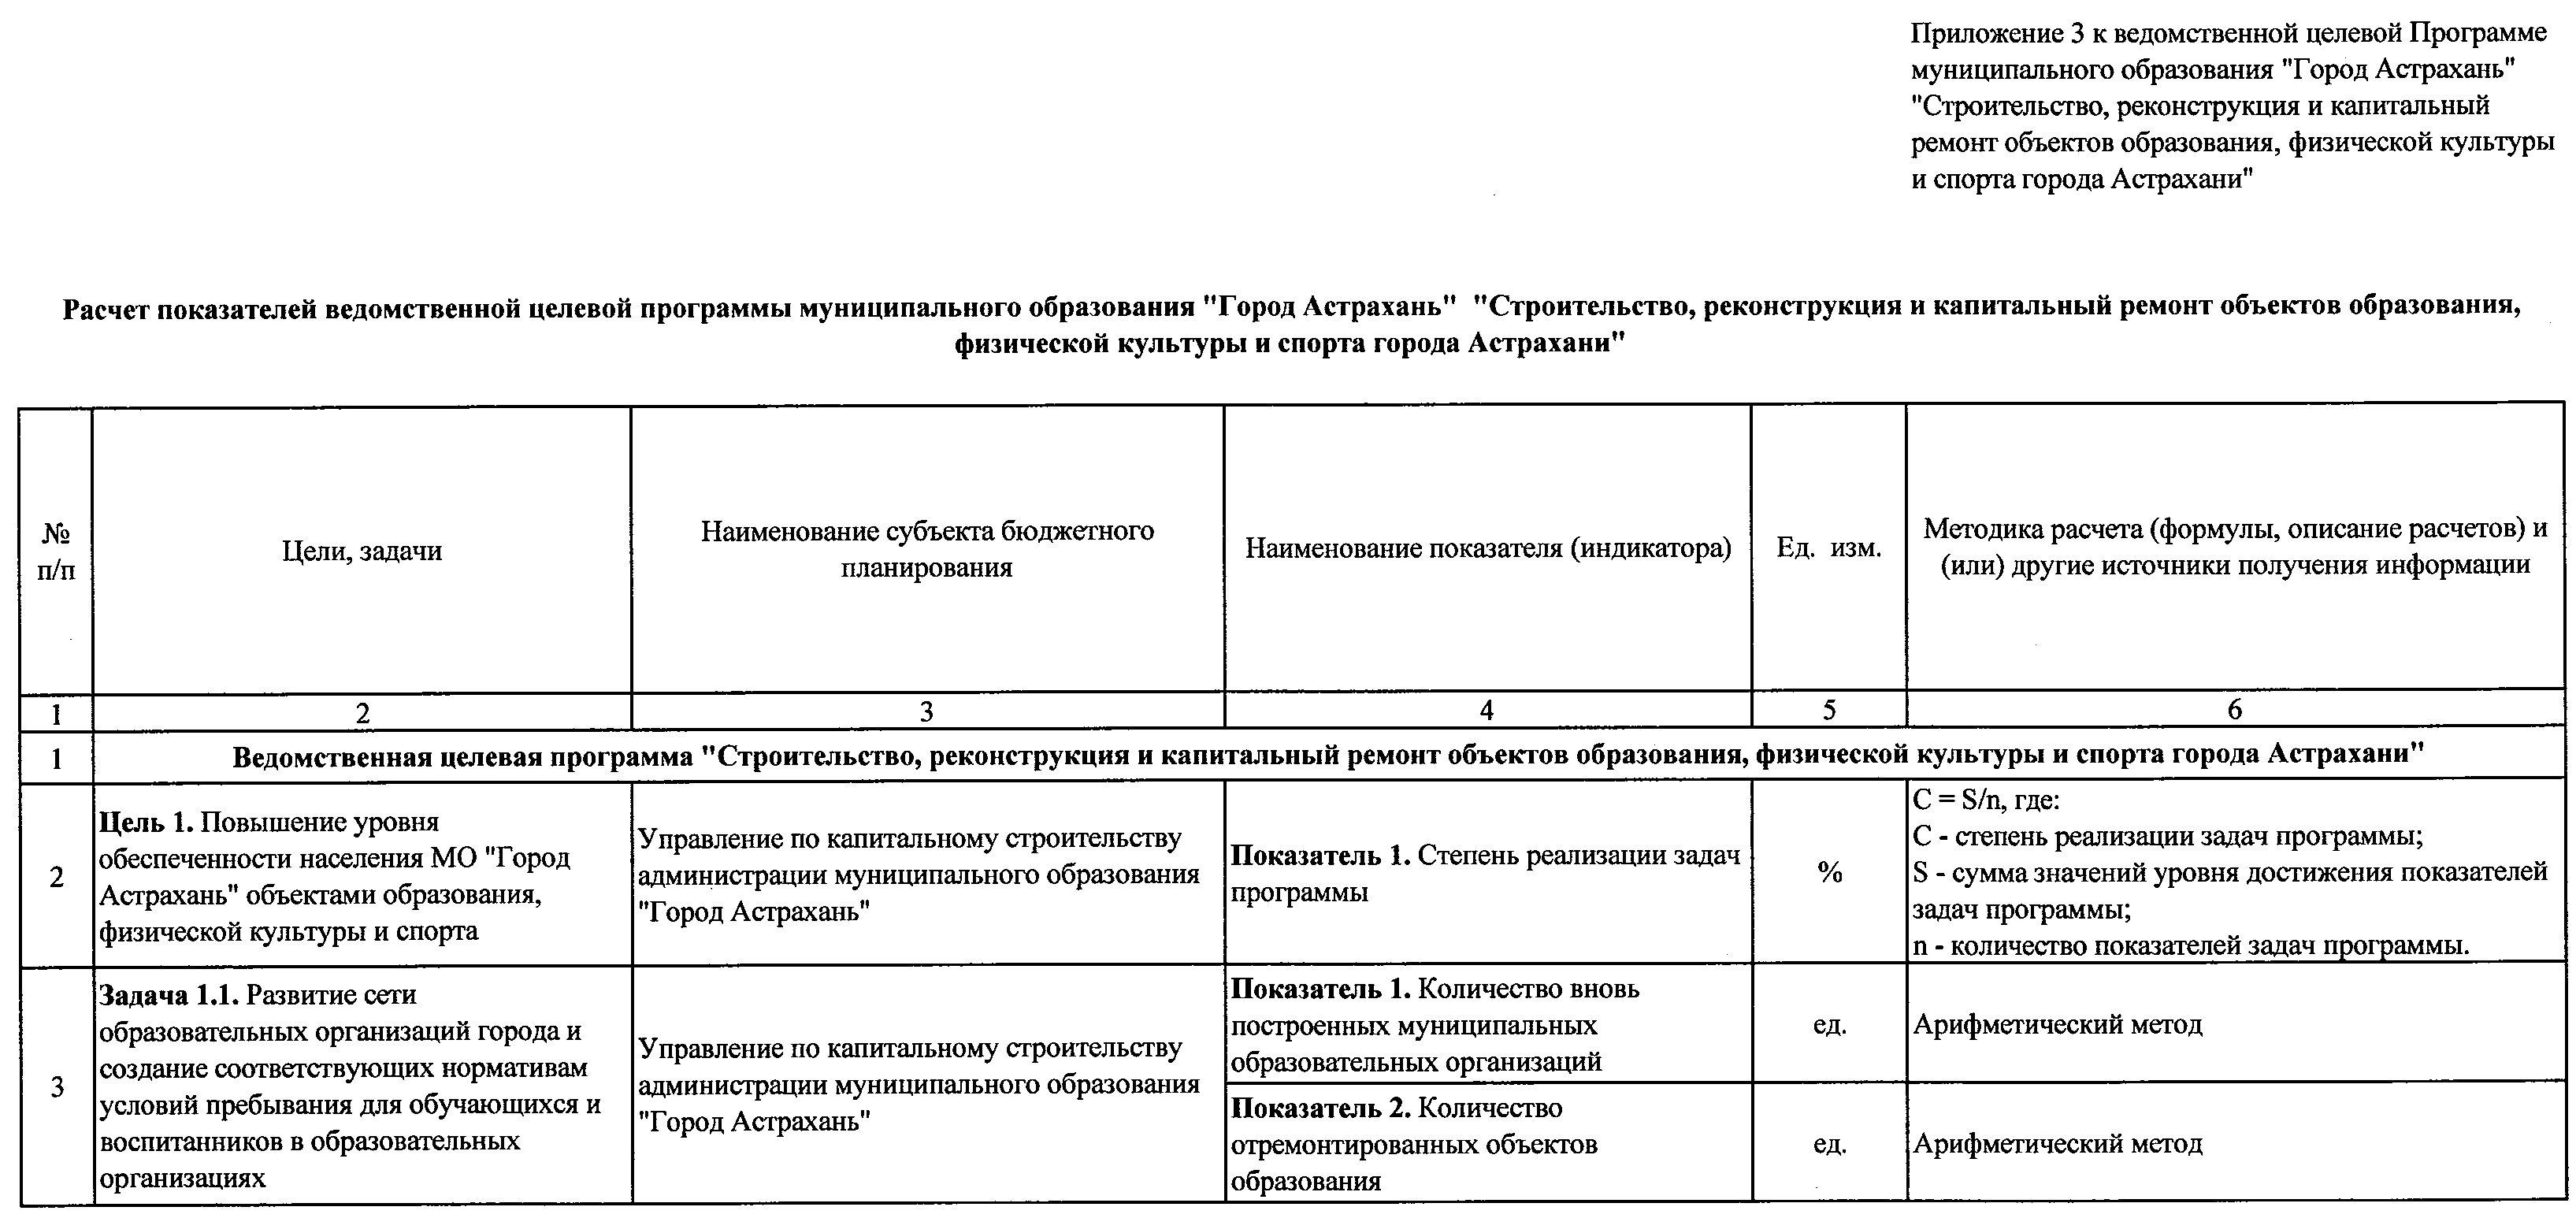 Приложение 3 к ведомственной целевой Программе
муниципального образования "Город Астрахань"
"Строительство, реконструкция и капитальный
ремонт объектов образования, физической культуры
и спорта города Астрахани"
Расчет показателей ведомственной целевой программы муниципального образования "Город Астрахань" "Строительство, реконструкция и капитальный ремонт объектов образования,
физической культуры и спорта города Астрахани"
№
п/п
Цели, задачи
Наименование субъекта бюджетного
планирования
Наименование показателя (индикатора)
Ед. изм.
Методика расчета (формулы, описание расчетов) и
(или) другие источники получения информации
1
2
3
4
5
6
1
Ведомственная целевая программа "Строительство, реконструкция и капитальный ремонт объектов образования, физической культуры и спорта города Астрахани"
2
Цель 1. Повышение уровня
обеспеченности населения МО "Город
Астрахань" объектами образования,
физической культуры и спорта
Управление по капитальному строительству
администрации муниципального образования
"Город Астрахань"
Показатель 1. Степень реализации задач
программы
%
C = S/n, где:
C - степень реализации задач программы;
S - сумма значений уровня достижения показателей
задач программы;
n - количество показателей задач программы.
3
Задача 1.1. Развитие сети
образовательных организаций города и
создание соответствующих нормативам
условий пребывания для обучающихся и
воспитанников в образовательных
организациях
Управление по капитальному строительству
администрации муниципального образования
"Город Астрахань"
Показатель 1. Количество вновь
построенных муниципальных
образовательных организаций
ед.
Арифметический метод
Показатель 2. Количество
отремонтированных объектов
образования
ед.
Арифметический метод